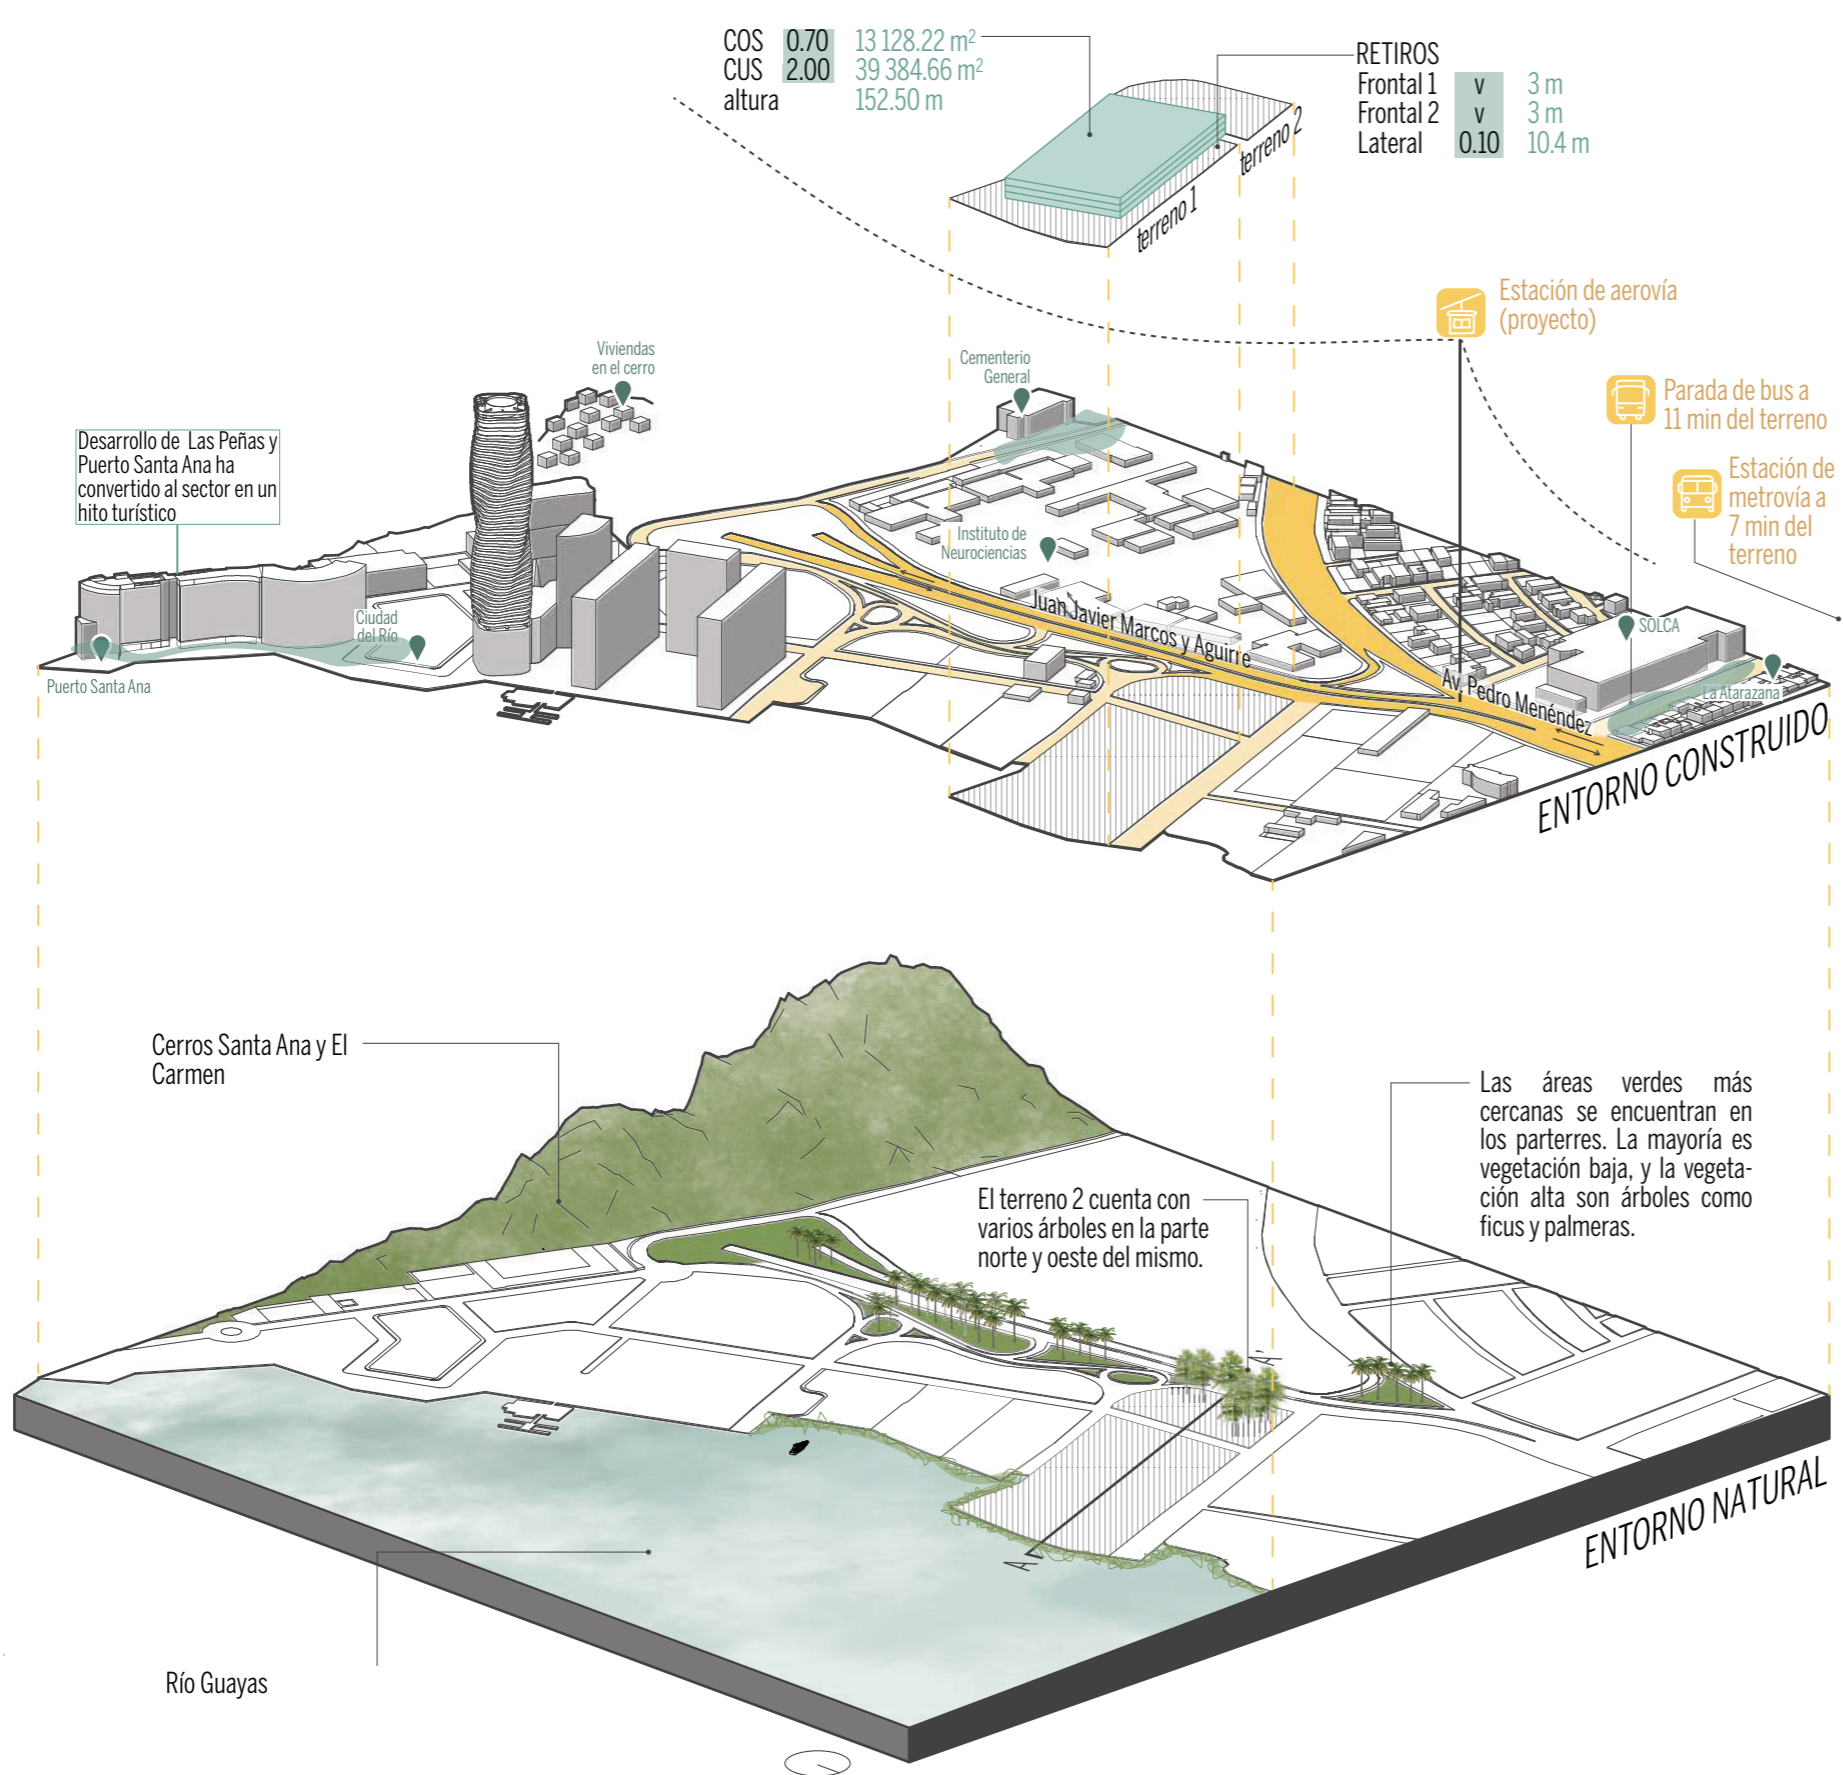 COS 0.70 13 128.22 m²
CUS 2.00 39 384.66 m²
altura 152.50 m
RETIROS
Frontal 1 v 3 m
Frontal 2 v 3 m
Lateral 0.10 10.4 m
terreno 2
terreno 1
Estación de aerovía
(proyecto)
Viviendas
en el cerro
Cementerio
General
Parada de bus a
11 min del terreno
Desarrollo de Las Peñas y
Puerto Santa Ana ha
convertido al sector en un
hito turístico
Estación de
metrovía a
7 min del
terreno
Instituto de
Neurociencias
Juan Javier Marcos y Aguirre
Ciudad
del Río
SOLCA
Puerto Santa Ana
Av. Pedro Menéndez
La Atarazana
ENTORNO CONSTRUIDO
Cerros Santa Ana y El
Carmen
Las áreas verdes más
cercanas se encuentran en
los parterres. La mayoría es
vegetación baja, y la vegeta-
ción alta son árboles como
ficus y palmeras.
El terreno 2 cuenta con
varios árboles en la parte
norte y oeste del mismo.
A'
A
ENTORNO NATURAL
Río Guayas